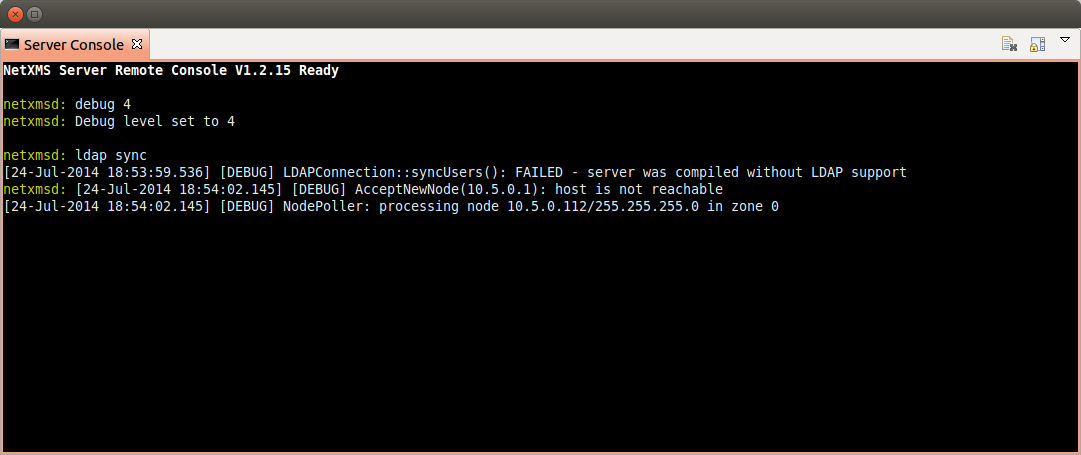 Server Console
NetXMS Server Remote Console V1.2.15 Ready
netxmsd: debug 4
netxmsd: Debug level set to 4
netxmsd: ldap sync
[24-Jul-2014 18:53:59.536] [DEBUG] LDAPConnection::syncUsers(): FAILED - server was compiled without LDAP support
netxmsd: [24-Jul-2014 18:54:02.145] [DEBUG] AcceptNewNode(10.5.0.1): host is not reachable
[24-Jul-2014 18:54:02.145] [DEBUG] NodePoller: processing node 10.5.0.112/255.255.255.0 in zone 0